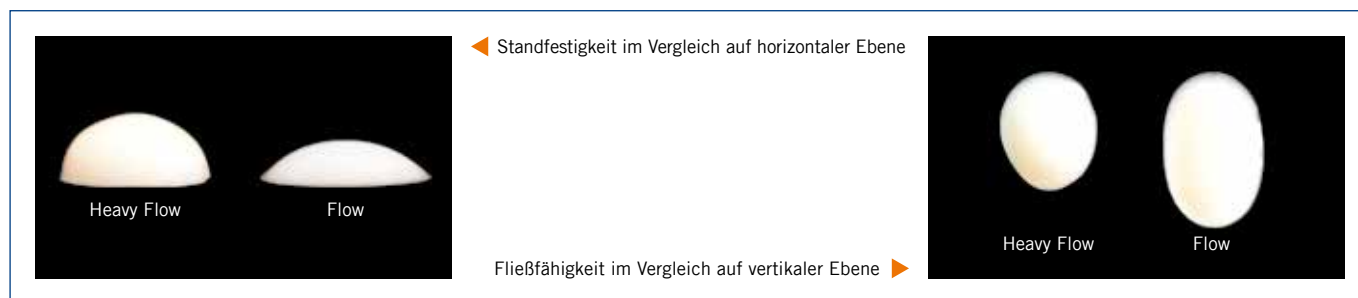 ◀ Standfestigkeit im Vergleich auf horizontaler Ebene
Heavy Flow
Flow
Heavy Flow
Flow
Fließfähigkeit im Vergleich auf vertikaler Ebene ▶